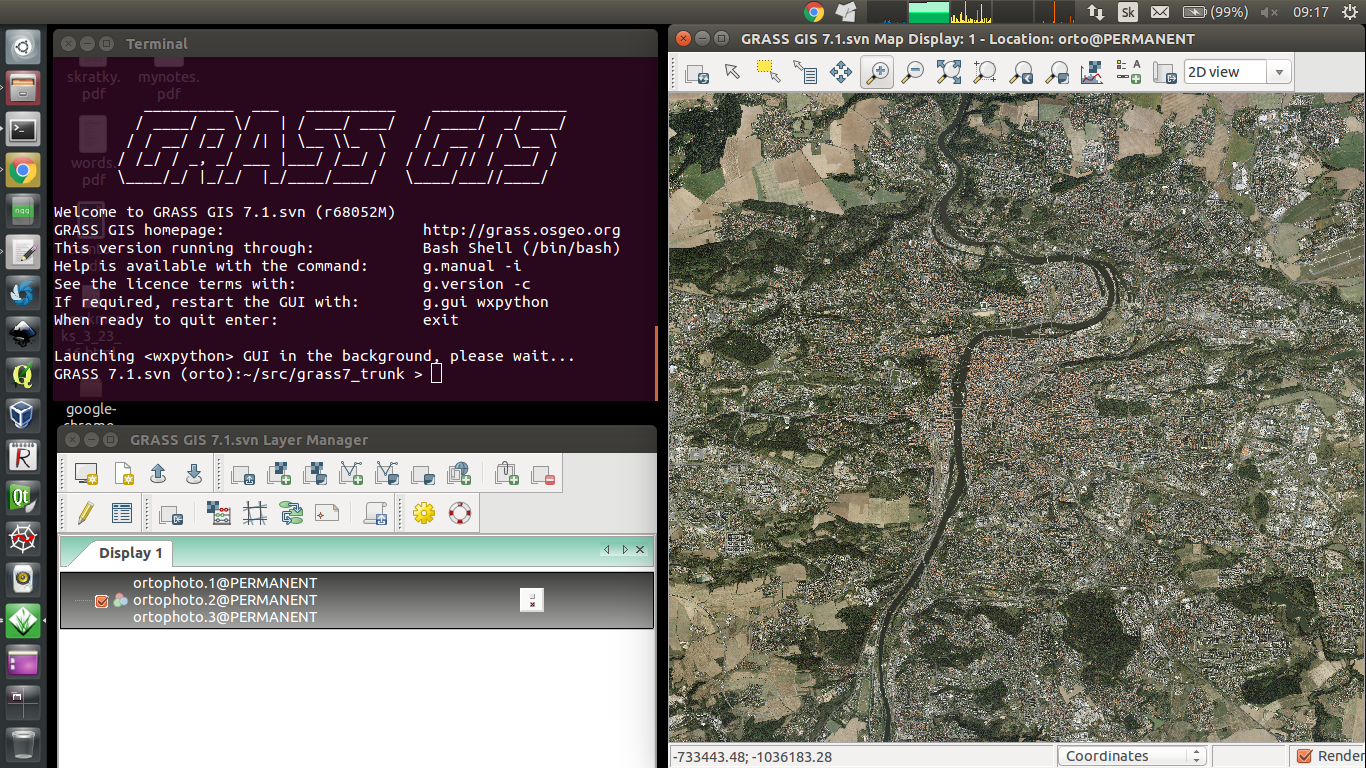 Sk
(99%)
09:17
Terminal
skratky.
pdf
mynotes.
pdf
words.
pdf
GRASS GIS
Welcome to GRASS GIS 7.1.svn (r68052M)
GRASS GIS homepage: http://grass.osgeo.org
This version running through: Bash Shell (/bin/bash)
Help is available with the command: g.manual -i
See the licence terms with: g.version -c
If required, restart the GUI with: g.gui wxpython
When ready to quit enter: exit
ks_3_23_
Launching <wxpython> GUI in the background, please wait...
GRASS 7.1.svn (orto):~/src/grass7_trunk >
google-
chrome
GRASS GIS 7.1.svn Layer Manager
Display 1
ortophoto.1@PERMANENT
ortophoto.2@PERMANENT
ortophoto.3@PERMANENT
GRASS GIS 7.1.svn Map Display: 1 - Location: orto@PERMANENT
2D view
-733443.48; -1036183.28
Coordinates
Render